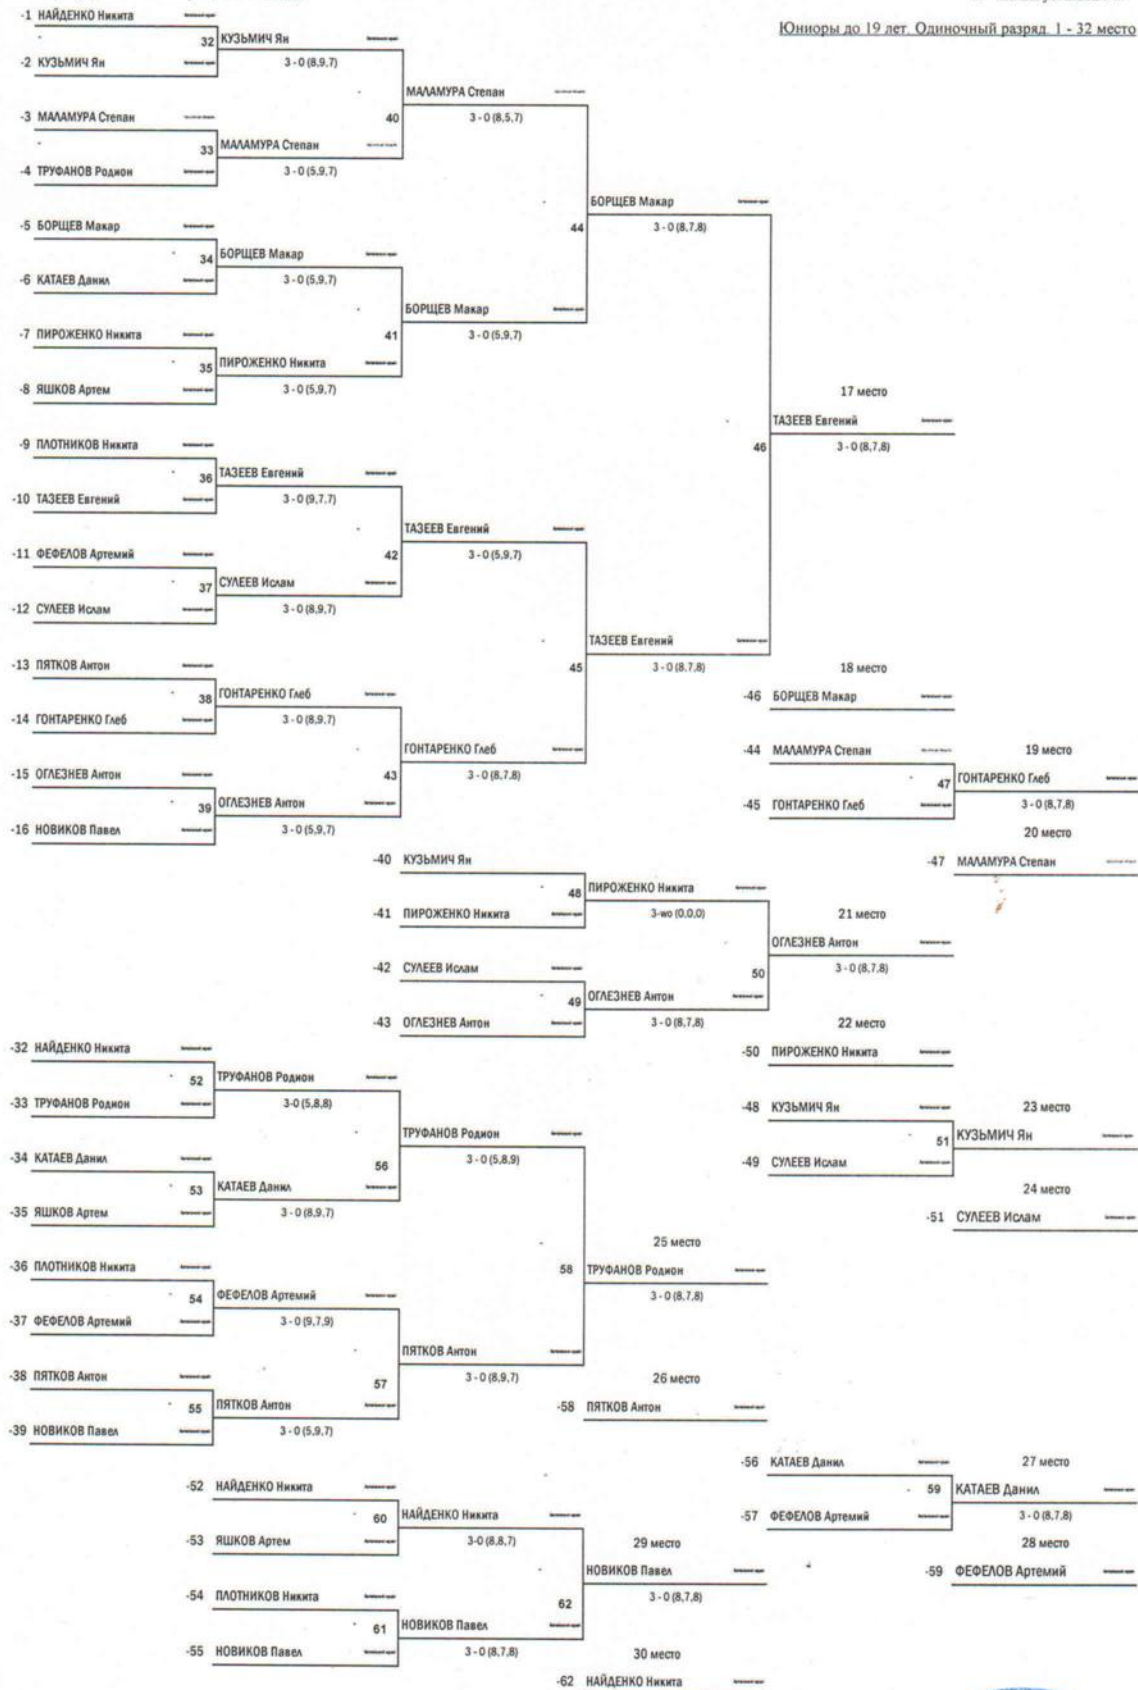 Юниоры до 19 лет. Одиночный разряд. 1 - 32 место
-1 НАЙДЕНКО Никита
32 КУЗЬМИЧ Ян
-2 КУЗЬМИЧ Ян
3 - 0 (8,9,7)
МАЛАМУРА Степан
-3 МАЛАМУРА Степан
40
3 - 0 (8,5,7)
33 МАЛАМУРА Степан
-4 ТРУФАНОВ Родион
3 - 0 (5,9,7)
БОРЩЕВ Макар
-5 БОРЩЕВ Макар
44
3 - 0 (8,7,8)
34 БОРЩЕВ Макар
-6 КАТАЕВ Данил
3 - 0 (5,9,7)
БОРЩЕВ Макар
-7 ПИРОЖЕНКО Никита
41
3 - 0 (5,9,7)
35 ПИРОЖЕНКО Никита
-8 ЯШКОВ Артем
3 - 0 (5,9,7)
17 место
ТАЗЕЕВ Евгений
-9 ПЛОТНИКОВ Никита
46
3 - 0 (8,7,8)
36 ТАЗЕЕВ Евгений
-10 ТАЗЕЕВ Евгений
3 - 0 (9,7,7)
ТАЗЕЕВ Евгений
-11 ФЕФЕЛОВ Артемий
42
3 - 0 (5,9,7)
37 СУЛЕЕВ Ислам
-12 СУЛЕЕВ Ислам
3 - 0 (8,9,7)
ТАЗЕЕВ Евгений
-13 ПЯТКОВ Антон
45
3 - 0 (8,7,8)
18 место
38 ГОНТАРЕНКО Глеб
-46 БОРЩЕВ Макар
-14 ГОНТАРЕНКО Глеб
3 - 0 (8,9,7)
ГОНТАРЕНКО Глеб
-44 МАЛАМУРА Степан
19 место
-15 ОГЛЕЗНЕВ Антон
43
3 - 0 (8,7,8)
47 ГОНТАРЕНКО Глеб
39 ОГЛЕЗНЕВ Антон
-45 ГОНТАРЕНКО Глеб
3 - 0 (8,7,8)
-16 НОВИКОВ Павел
3 - 0 (5,9,7)
20 место
-40 КУЗЬМИЧ Ян
-47 МАЛАМУРА Степан
48 ПИРОЖЕНКО Никита
-41 ПИРОЖЕНКО Никита
3-wo (0,0,0)
21 место
ОГЛЕЗНЕВ Антон
-42 СУЛЕЕВ Ислам
50
3 - 0 (8,7,8)
49 ОГЛЕЗНЕВ Антон
-43 ОГЛЕЗНЕВ Антон
3 - 0 (8,7,8)
22 место
-32 НАЙДЕНКО Никита
-50 ПИРОЖЕНКО Никита
52 ТРУФАНОВ Родион
-33 ТРУФАНОВ Родион
3-0 (5,8,8)
-48 КУЗЬМИЧ Ян
23 место
ТРУФАНОВ Родион
51 КУЗЬМИЧ Ян
-34 КАТАЕВ Данил
56
3 - 0 (5,8,9)
-49 СУЛЕЕВ Ислам
53 КАТАЕВ Данил
24 место
-35 ЯШКОВ Артем
3 - 0 (8,9,7)
-51 СУЛЕЕВ Ислам
25 место
-36 ПЛОТНИКОВ Никита
58 ТРУФАНОВ Родион
54 ФЕФЕЛОВ Артемий
3 - 0 (8,7,8)
-37 ФЕФЕЛОВ Артемий
3 - 0 (9,7,9)
ПЯТКОВ Антон
-38 ПЯТКОВ Антон
57
3 - 0 (8,9,7)
26 место
55 ПЯТКОВ Антон
-58 ПЯТКОВ Антон
-39 НОВИКОВ Павел
3 - 0 (5,9,7)
-56 КАТАЕВ Данил
27 место
-52 НАЙДЕНКО Никита
59 КАТАЕВ Данил
60 НАЙДЕНКО Никита
-57 ФЕФЕЛОВ Артемий
3 - 0 (8,7,8)
-53 ЯШКОВ Артем
3-0 (8,8,7)
29 место
28 место
НОВИКОВ Павел
-59 ФЕФЕЛОВ Артемий
-54 ПЛОТНИКОВ Никита
62
3 - 0 (8,7,8)
61 НОВИКОВ Павел
-55 НОВИКОВ Павел
3 - 0 (8,7,8)
30 место
-62 НАЙДЕНКО Никита